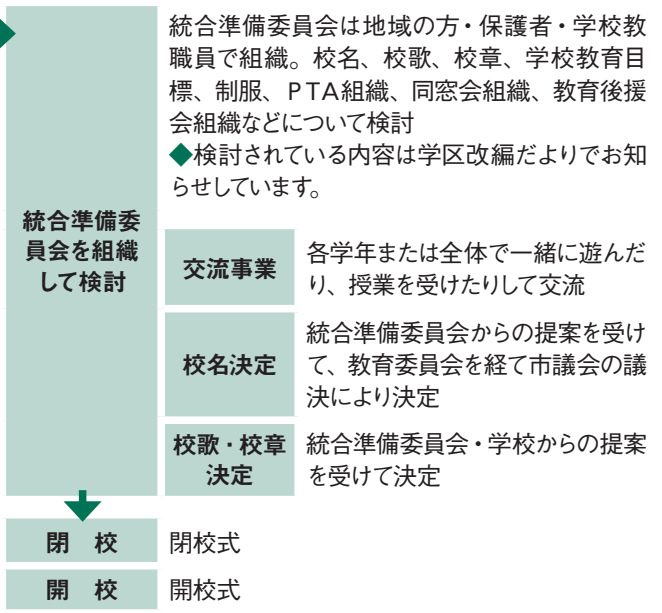 統合準備委員会は地域の方・保護者・学校教
職員で組織。校名、校歌、校章、学校教育目
標、制服、PTA組織、同窓会組織、教育後援
会組織などについて検討
◆検討されている内容は学区改編だよりでお知
らせしています。
統合準備委
員会を組織
して検討
交流事業
各学年または全体で一緒に遊んだ
り、授業を受けたりして交流
校名決定
統合準備委員会からの提案を受け
て、教育委員会を経て市議会の議
決により決定
校歌・校章
決定
統合準備委員会・学校からの提案
を受けて決定
閉 校
閉校式
開 校
開校式